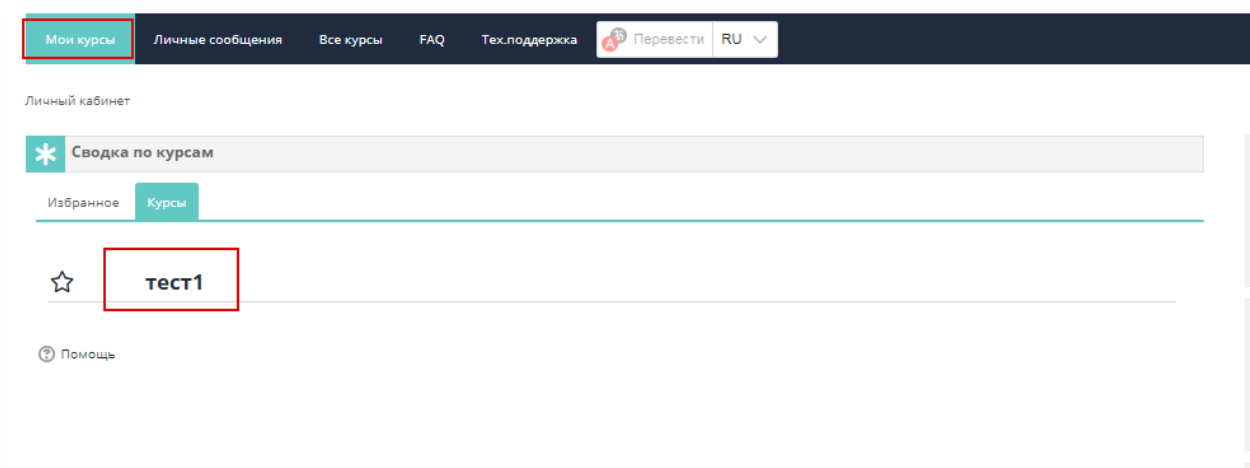 Мои курсы Личные сообщения Все курсы FAQ Тех.поддержка Перевести RU
Личный кабинет
Сводка по курсам
Избранное Курсы
тест1
Помощь